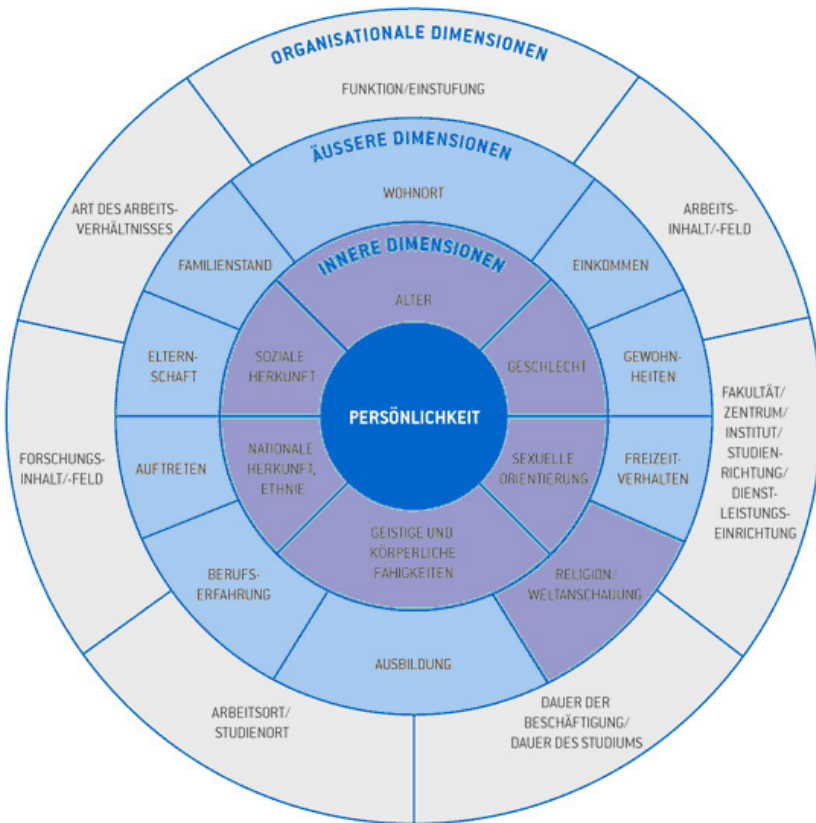 ORGANISATIONALE DIMENSIONEN
FUNKTION/EINSTUFUNG
ÄUSSERE DIMENSIONEN
WOHNORT
ART DES ARBEITS-
VERHÄLTNISSES
ARBEITS-
INHALT/-FELD
FAMILIENSTAND
INNERE DIMENSIONEN
EINKOMMEN
ALTER
ELTERN-
SCHAFT
SOZIALE
HERKUNFT
GESCHLECHT
GEWOHN-
HEITEN
PERSÖNLICHKEIT
FAKULTÄT/
ZENTRUM/
INSTITUT/
STUDIEN-
RICHTUNG/
DIENST-
LEISTUNGS-
EINRICHTUNG
FORSCHUNGS-
INHALT/-FELD
AUFTRETEN
NATIONALE
HERKUNFT,
ETHNIE
SEXUELLE
ORIENTIERUNG
FREIZEIT-
VERHALTEN
GEISTIGE UND
KÖRPERLICHE
FÄHIGKEITEN
BERUFS-
ERFAHRUNG
RELIGION/
WELTANSCHAUUNG
AUSBILDUNG
ARBEITSORT/
STUDIENORT
DAUER DER
BESCHÄFTIGUNG/
DAUER DES STUDIUMS